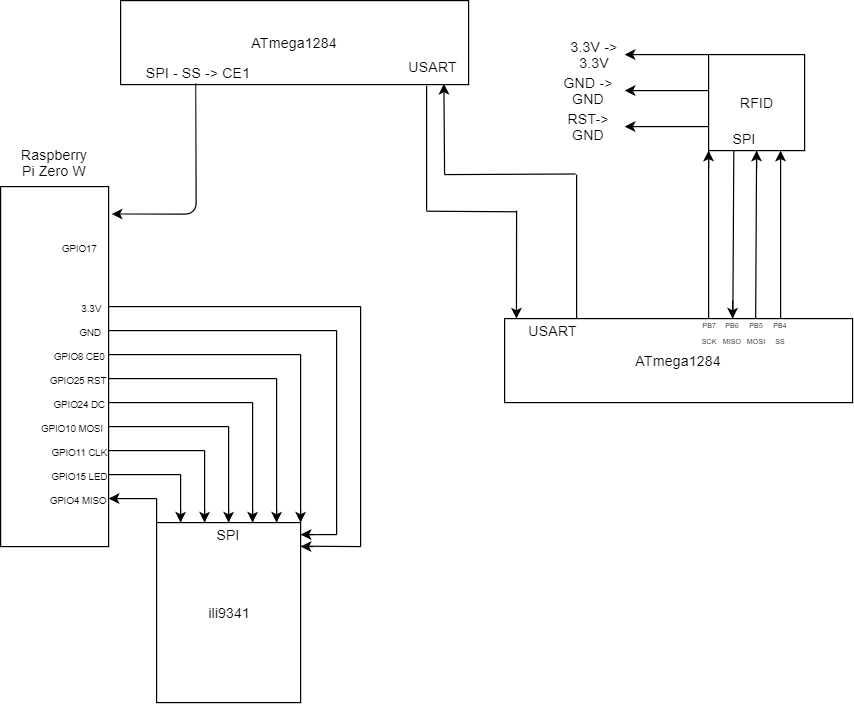 ATmega1284
SPI - SS -> CE1
USART
3.3V ->
3.3V
GND ->
GND
RST->
GND
RFID
SPI
Raspberry
Pi Zero W
GPIO17
3.3V
GND
GPIO8 CE0
GPIO25 RST
GPIO24 DC
GPIO10 MOSI
GPIO11 CLK
GPIO15 LED
GPIO4 MISO
USART
PB7 PB6 PB5 PB4
SCK MISO MOSI SS
ATmega1284
SPI
ili9341